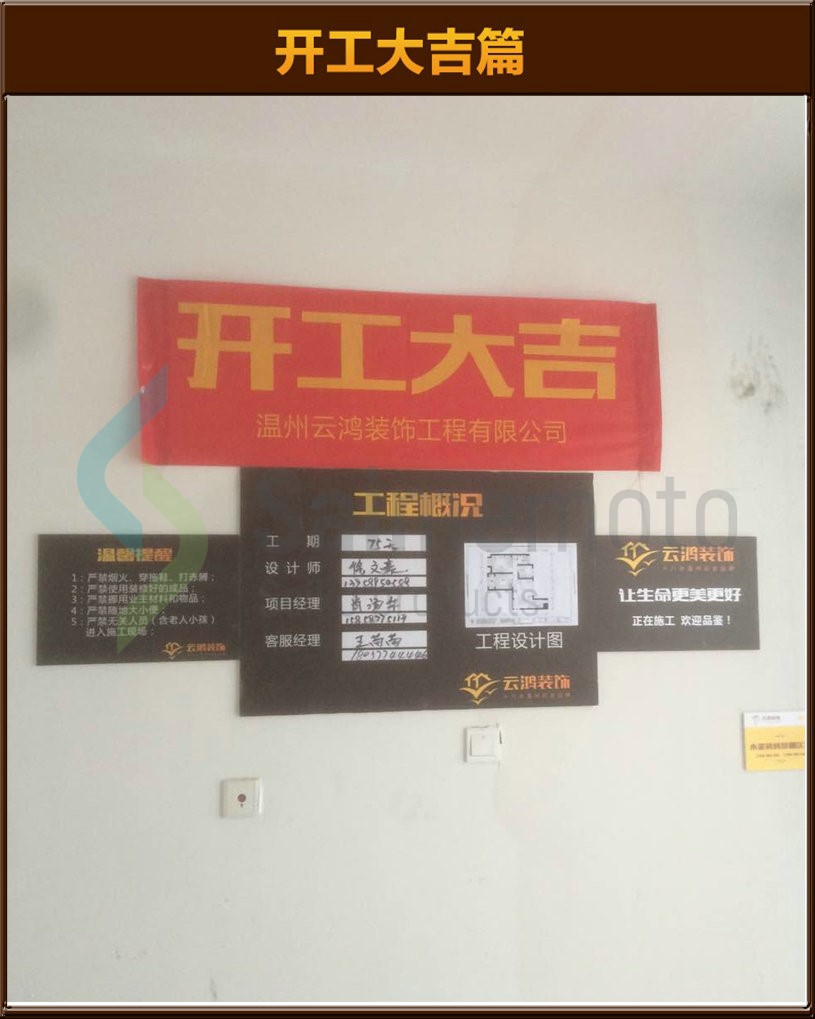 开工大吉篇
开工大吉
温州云鸿装饰工程有限公司
工程概况
工 期 75天
设计师
项目经理
客服经理
工程设计图
云鸿装饰
温馨提醒
1：严禁烟火、穿拖鞋、打赤膊；
2：严禁使用装修好的成品；
3：严禁挪用业主材料和物品；
4：严禁随地大小便；
5：严禁无关人员（含老人小孩）
进入施工现场；
云鸿装饰
云鸿装饰
让生命更美更好
正在施工 欢迎品鉴！